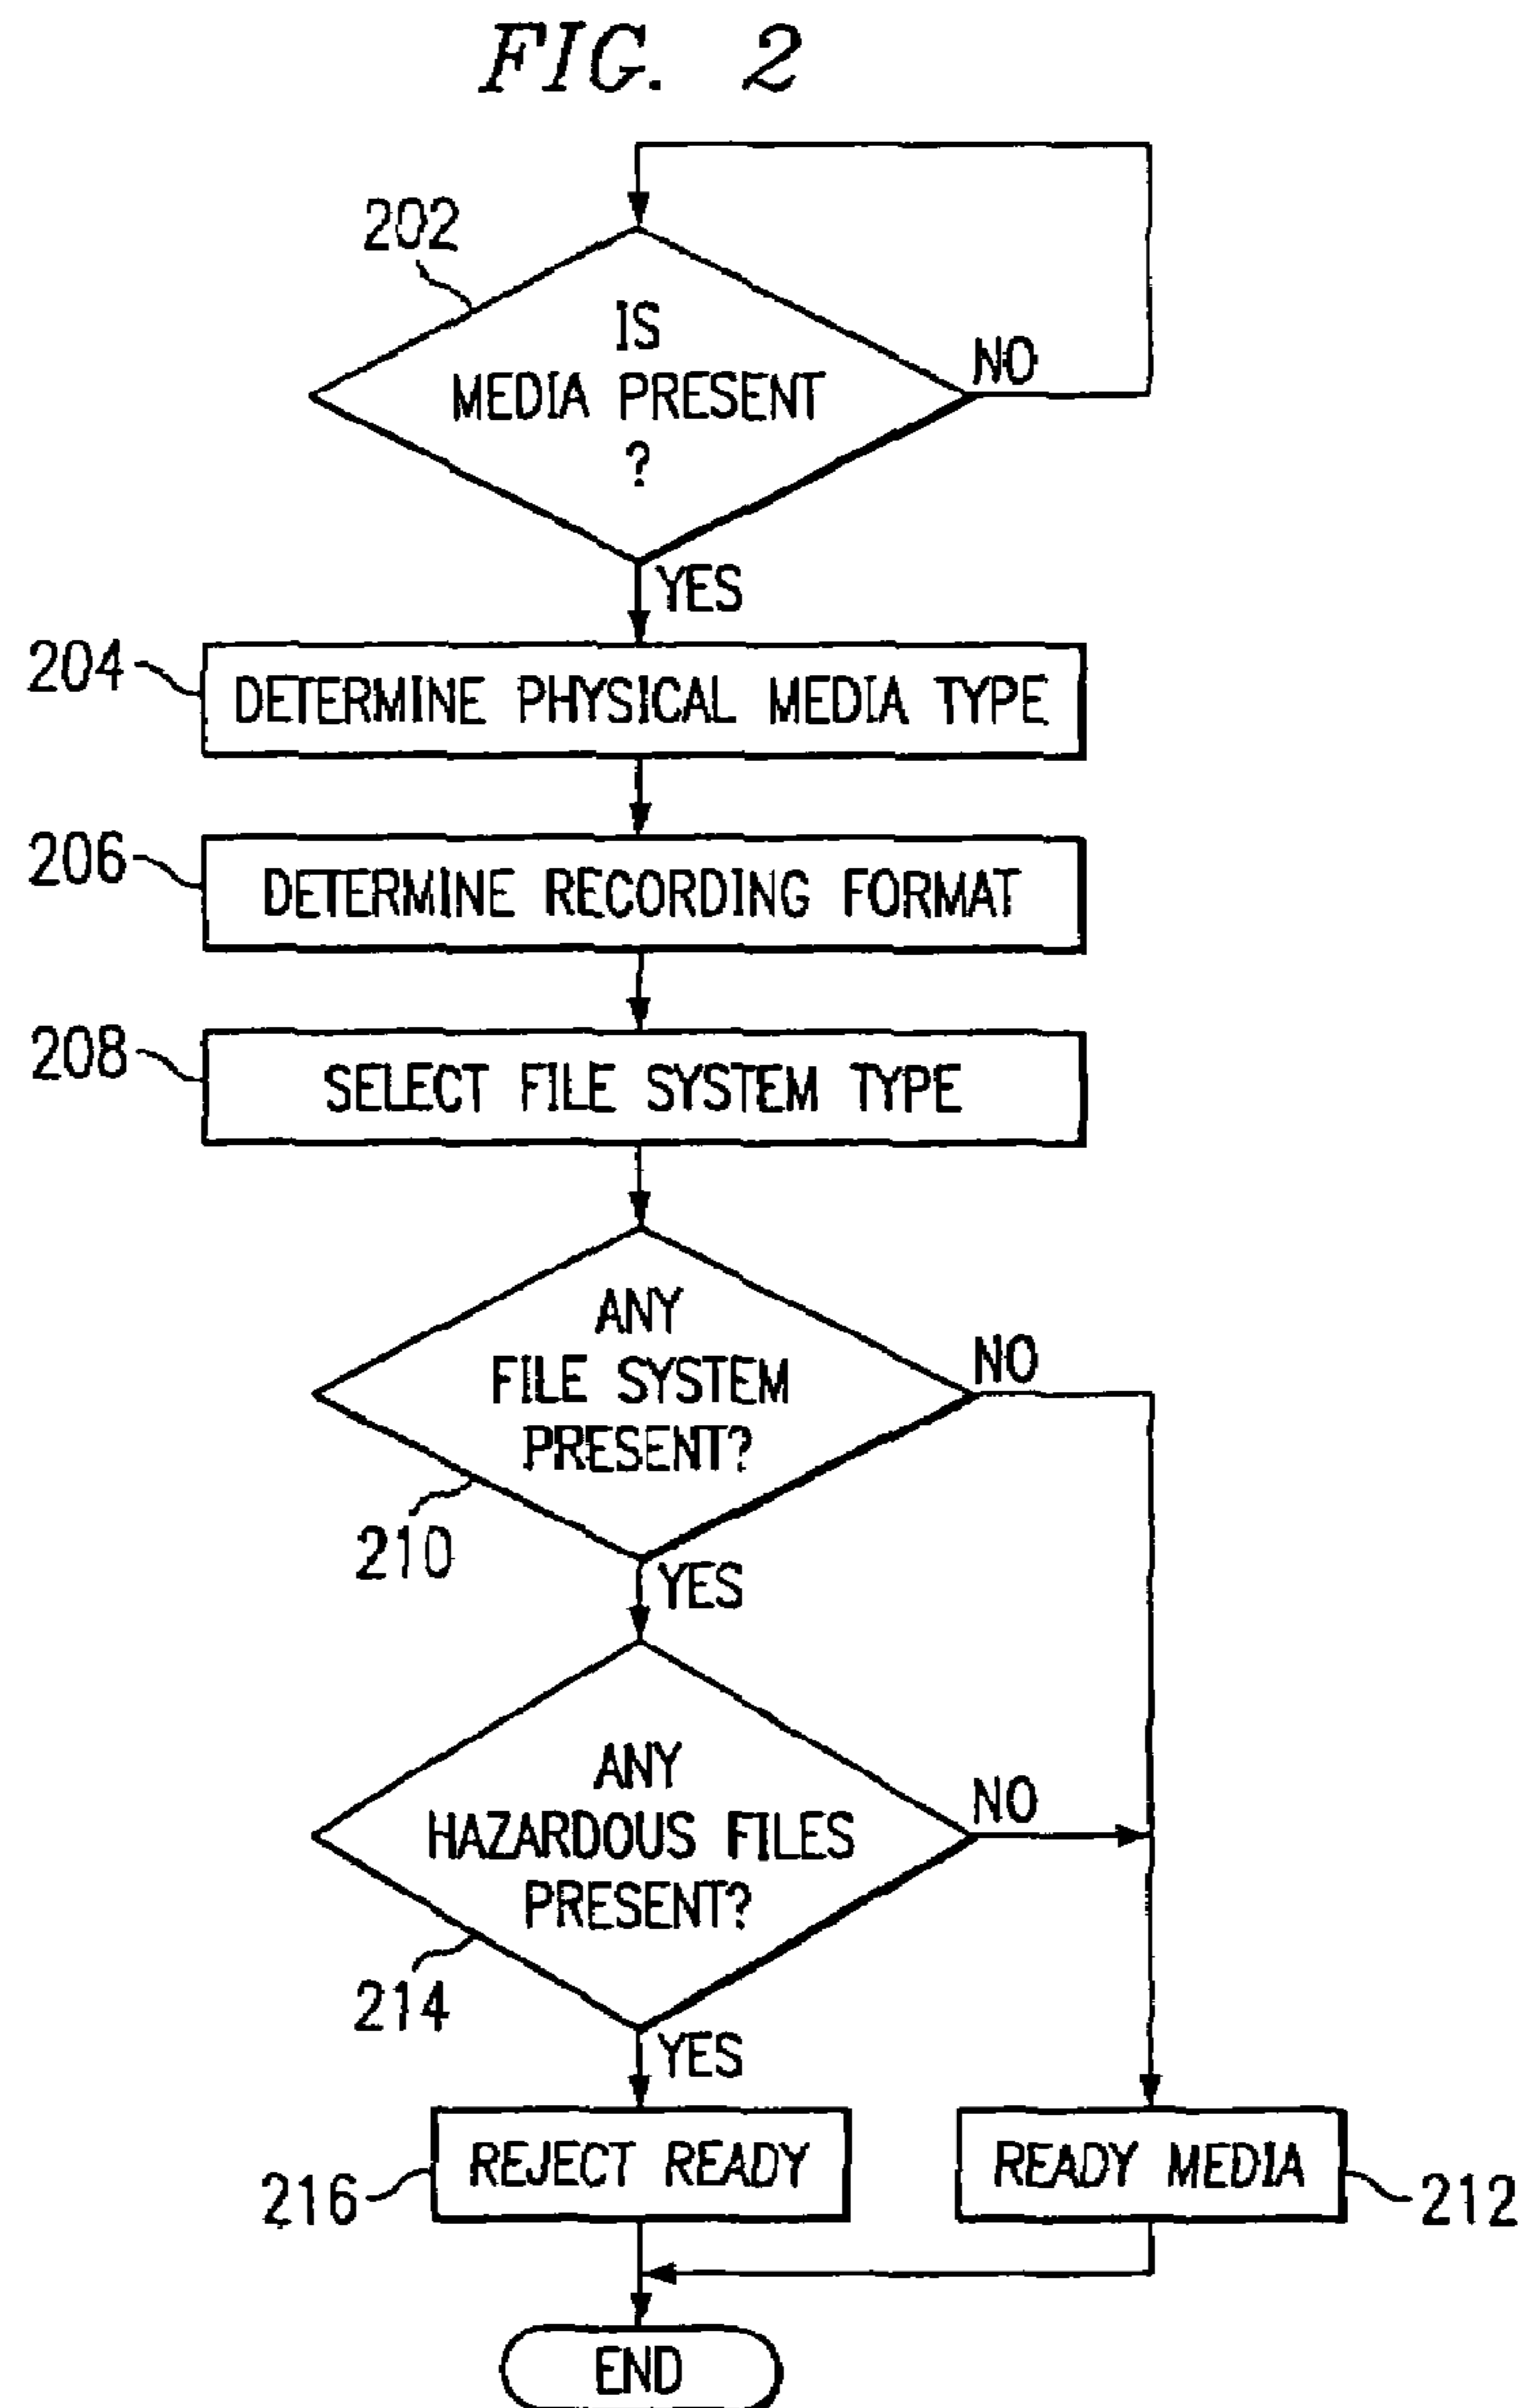 FIG. 2
202
IS
MEDIA PRESENT
?
NO
YES
204
DETERMINE PHYSICAL MEDIA TYPE
206
DETERMINE RECORDING FORMAT
208
SELECT FILE SYSTEM TYPE
ANY
FILE SYSTEM
PRESENT?
NO
210
YES
ANY
HAZARDOUS FILES
PRESENT?
NO
214
YES
REJECT READY
216
READY MEDIA
212
END